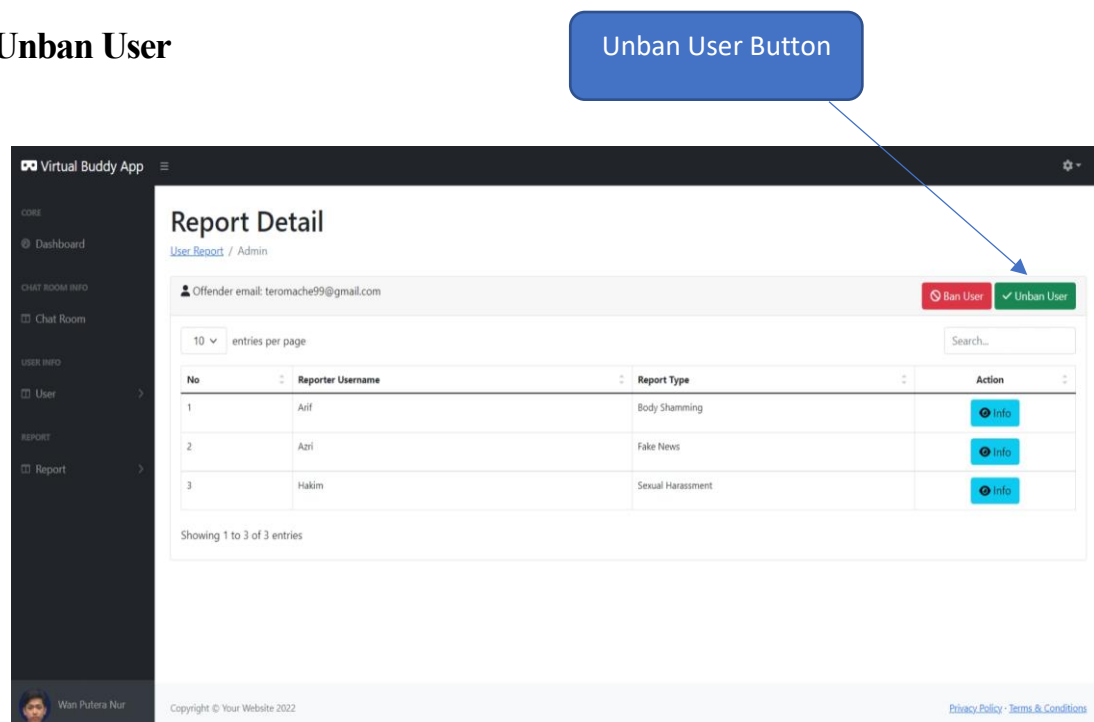 Unban User
Unban User Button
Virtual Buddy App
CORE
Dashboard
CHAT ROOM INFO
Chat Room
USER INFO
User
REPORT
Report
Wan Putera Nur
Report Detail
User Report / Admin
Offender email: teromache99@gmail.com
Ban User
Unban User
10 entries per page
Search...
No Reporter Username Report Type Action
1 Arif Body Shamming Info
2 Azri Fake News Info
3 Hakim Sexual Harassment Info
Showing 1 to 3 of 3 entries
Copyright © Your Website 2022
Privacy Policy · Terms & Conditions